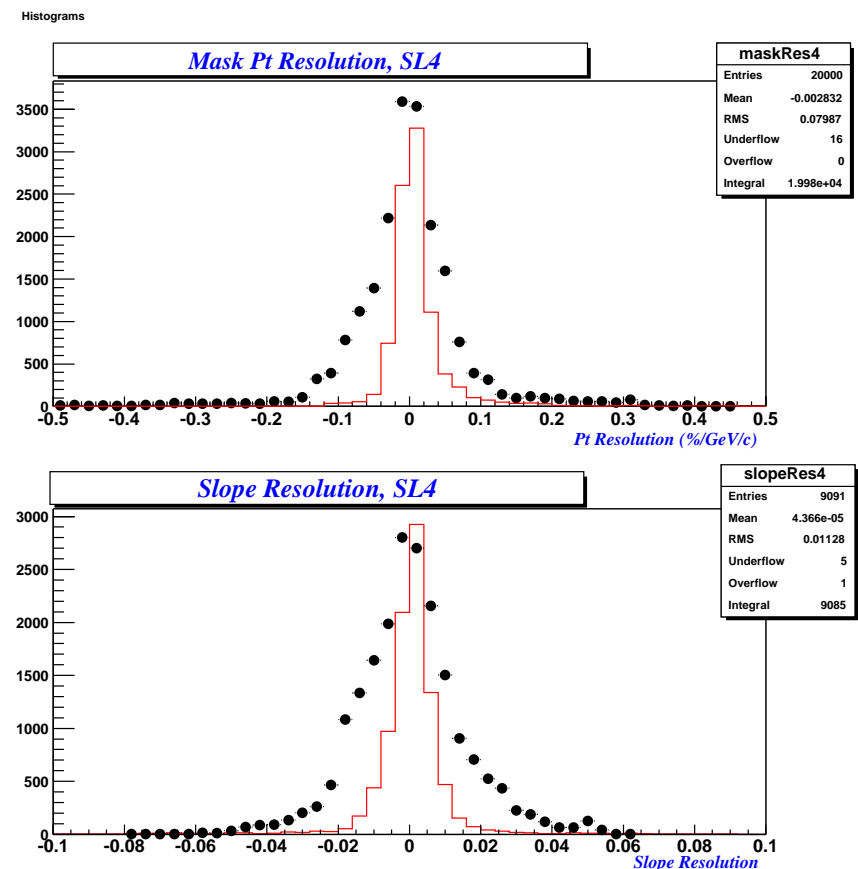 Histograms
Mask Pt Resolution, SL4
maskRes4
Entries 20000
Mean -0.002832
RMS 0.07987
Underflow 16
Overflow 0
Integral 1.998e+04
3500
3000
2500
2000
1500
1000
500
0
-0.5 -0.4 -0.3 -0.2 -0.1 0 0.1 0.2 0.3 0.4 0.5
Pt Resolution (%/GeV/c)
Slope Resolution, SL4
slopeRes4
Entries 9091
Mean 4.366e-05
RMS 0.01128
Underflow 5
Overflow 1
Integral 9085
3000
2500
2000
1500
1000
500
0
-0.1 -0.08 -0.06 -0.04 -0.02 0 0.02 0.04 0.06 0.08 0.1
Slope Resolution